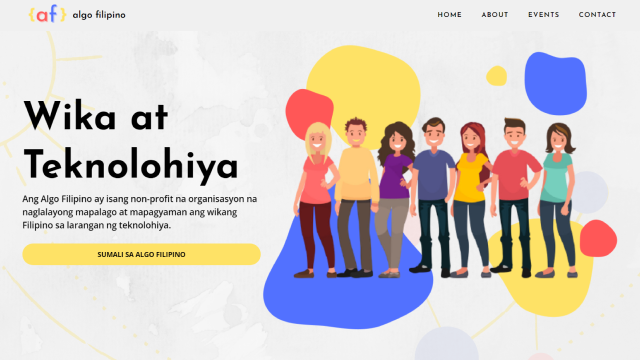 {af} algo filipino
HOME ABOUT EVENTS CONTACT
Wika at
Teknolohiya
Ang Algo Filipino ay isang non-profit na organisasyon na
naglalayong mapalago at mapagyaman ang wikang
Filipino sa larangan ng teknolohiya.
SUMALI SA ALGO FILIPINO